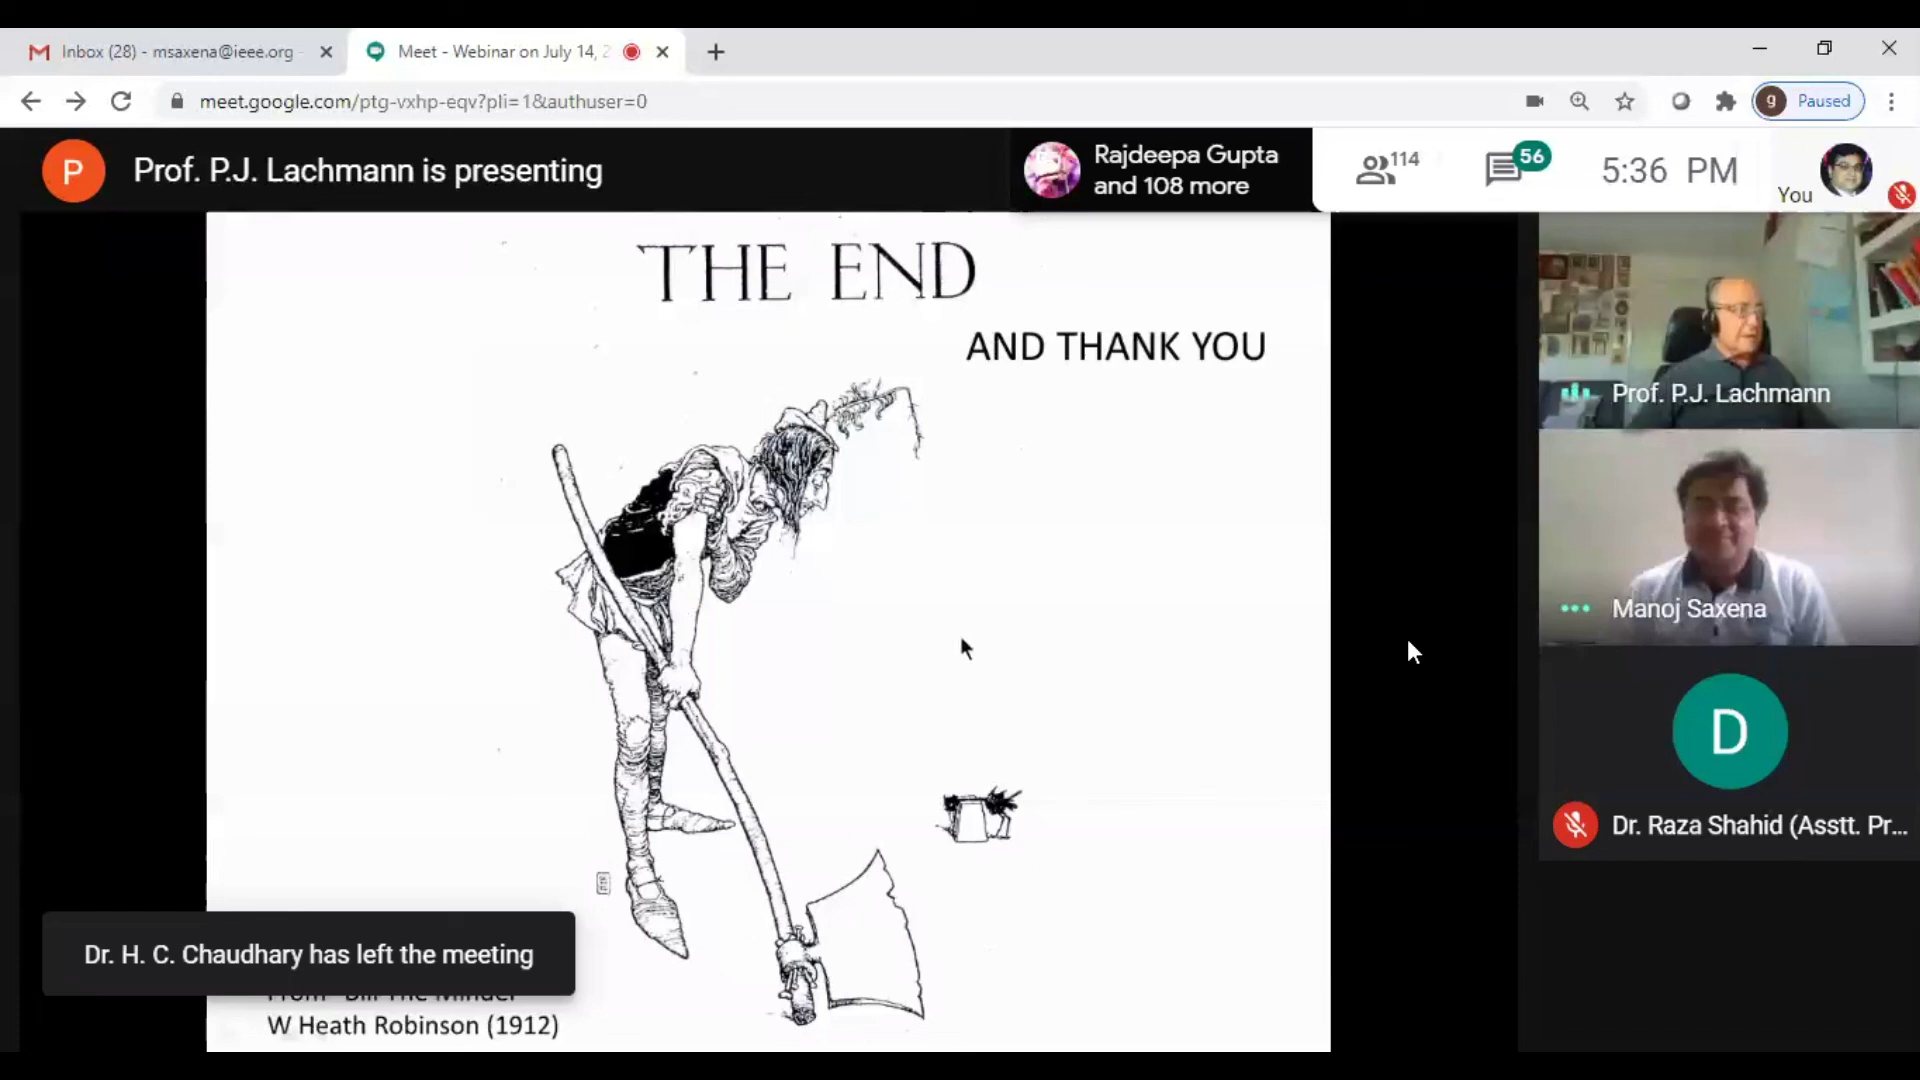 Inbox (28) - msaxena@ieee.org
Meet - Webinar on July 14, 2
meet.google.com/ptg-vxhp-eqv?pli=1&authuser=0
g Paused
P Prof. P.J. Lachmann is presenting
Rajdeepa Gupta
and 108 more
114
56
5:36 PM
You
THE END
AND THANK YOU
Prof. P.J. Lachmann
Manoj Saxena
D
Dr. Raza Shahid (Asstt. Pr...
Dr. H. C. Chaudhary has left the meeting
W Heath Robinson (1912)